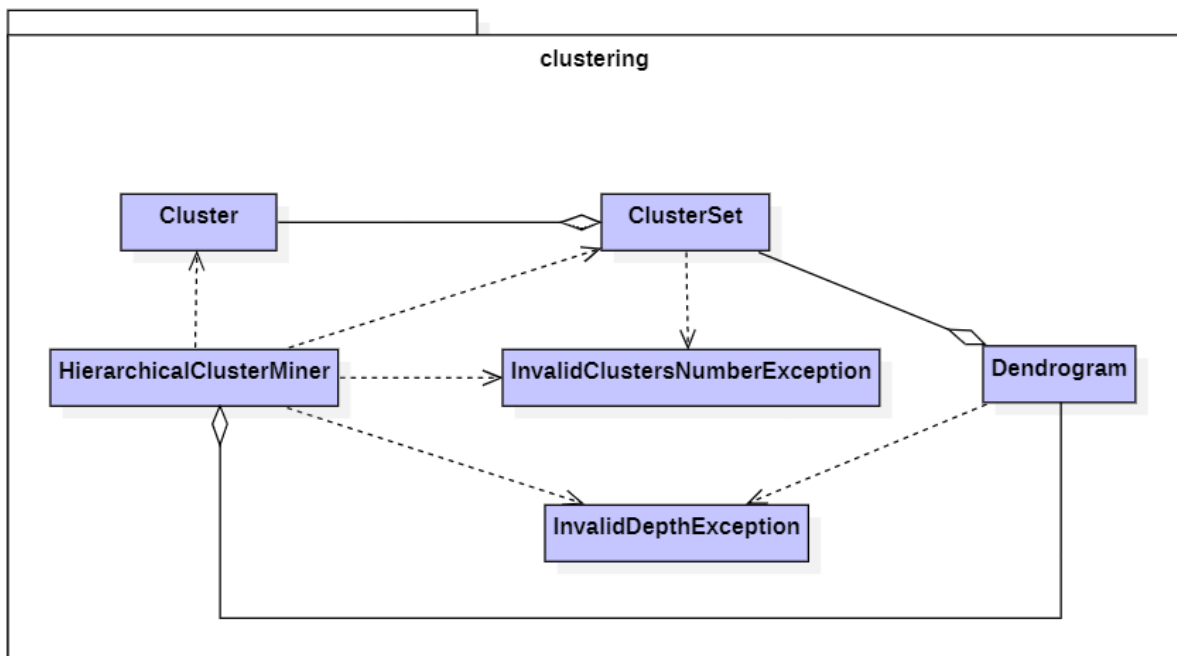 clustering
Cluster
ClusterSet
HierarchicalClusterMiner
InvalidClustersNumberException
Dendrogram
InvalidDepthException